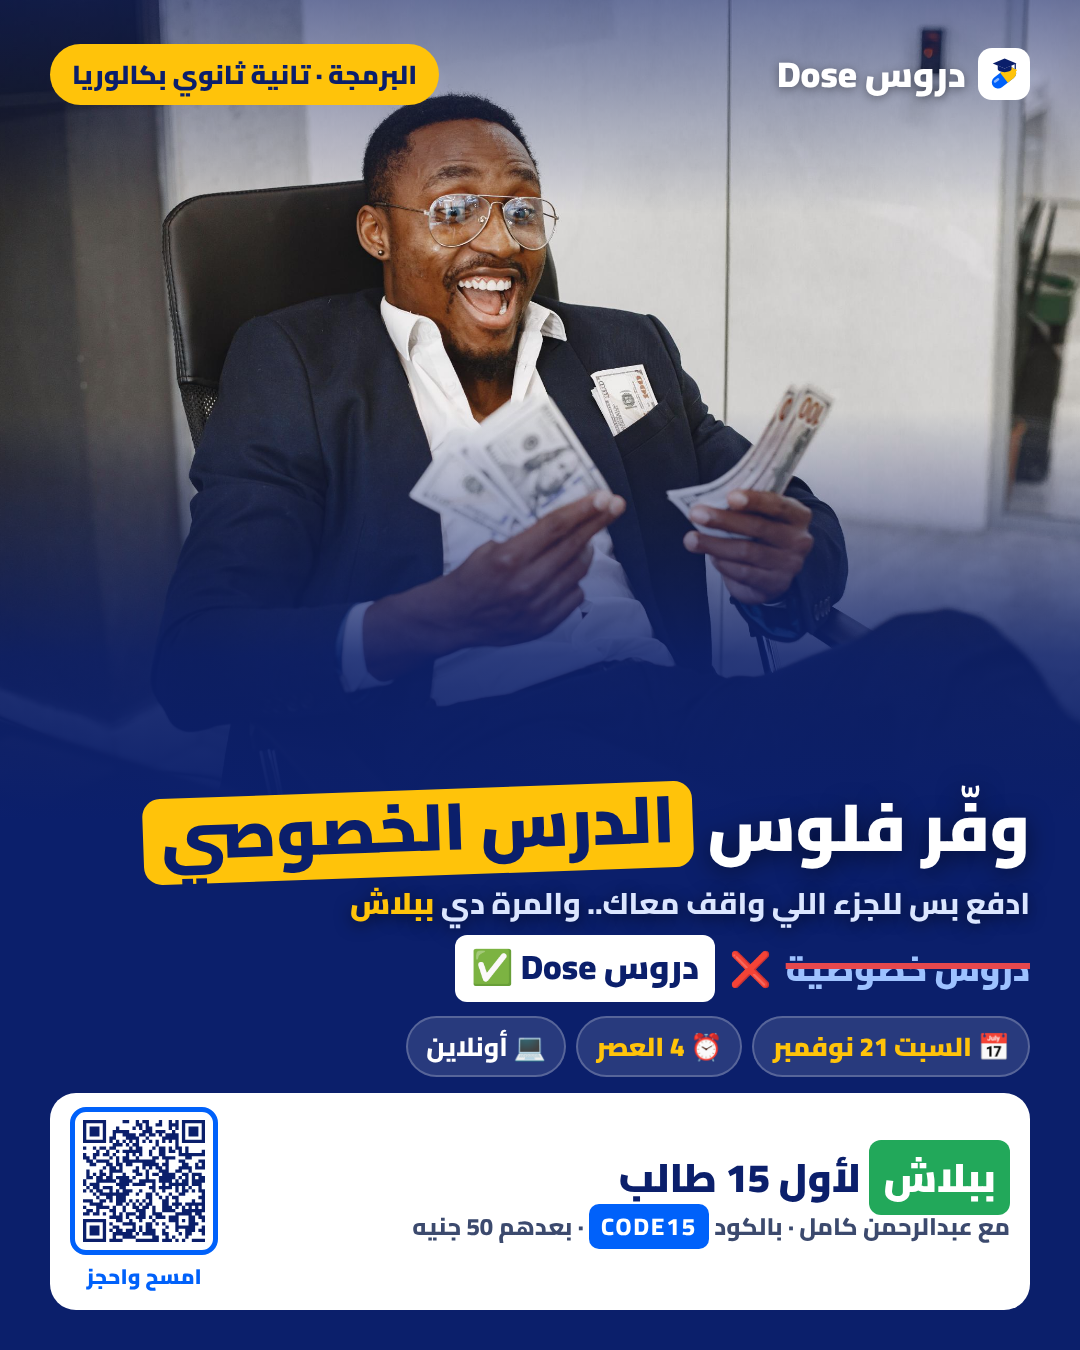 دروس Dose
البرمجة · تانية ثانوي بكالوريا
وفّر فلوس الدرس الخصوصي
ادفع بس للجزء اللي واقف معاك.. والمرة دي ببلاش
دروس خصوصية ❌ دروس Dose ✅
📅 السبت 21 نوفمبر
⏰ 4 العصر
💻 أونلاين
ببلاش لأول 15 طالب
مع عبدالرحمن كامل · بالكود CODE15 · بعدهم 50 جنيه
امسح واحجز